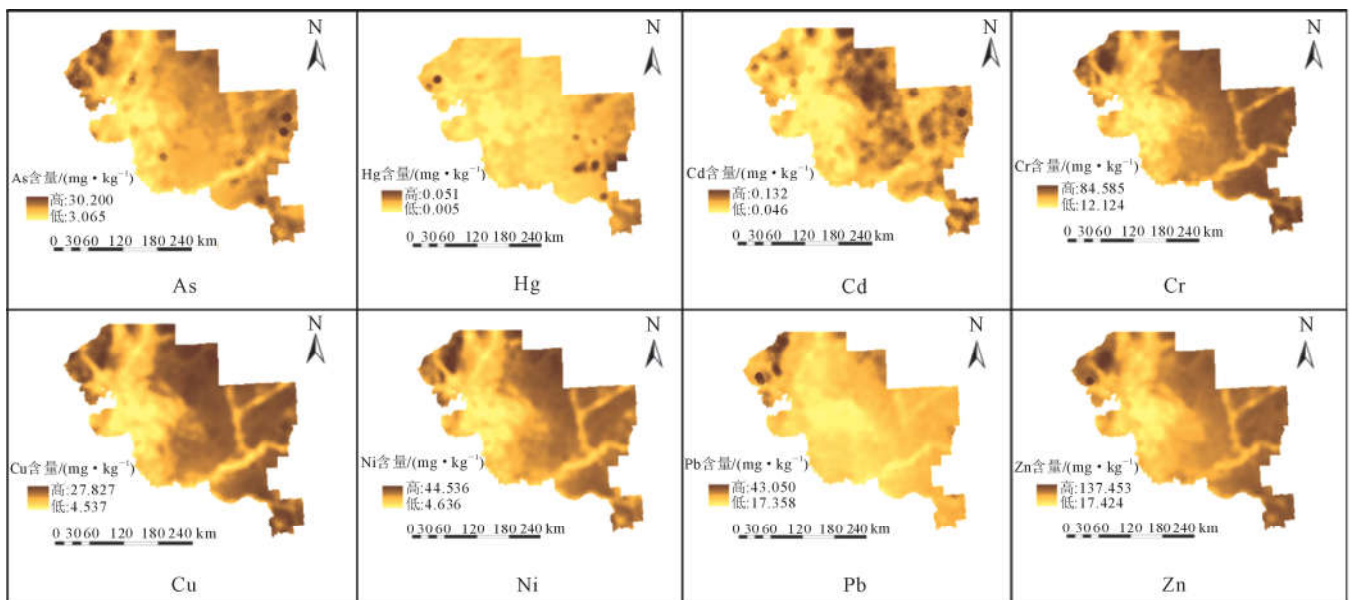 N
As含量/(mg·kg⁻¹)
高:30.200
低:3.065
0 30 60 120 180 240 km
As
N
Hg含量/(mg·kg⁻¹)
高:0.051
低:0.005
0 30 60 120 180 240 km
Hg
N
Cd含量/(mg·kg⁻¹)
高:0.132
低:0.046
0 30 60 120 180 240 km
Cd
N
Cr含量/(mg·kg⁻¹)
高:84.585
低:12.124
0 30 60 120 180 240 km
Cr
N
Cu含量/(mg·kg⁻¹)
高:27.827
低:4.537
0 30 60 120 180 240 km
Cu
N
Ni含量/(mg·kg⁻¹)
高:44.536
低:4.636
0 30 60 120 180 240 km
Ni
N
Pb含量/(mg·kg⁻¹)
高:43.050
低:17.358
0 30 60 120 180 240 km
Pb
N
Zn含量/(mg·kg⁻¹)
高:137.453
低:17.424
0 30 60 120 180 240 km
Zn